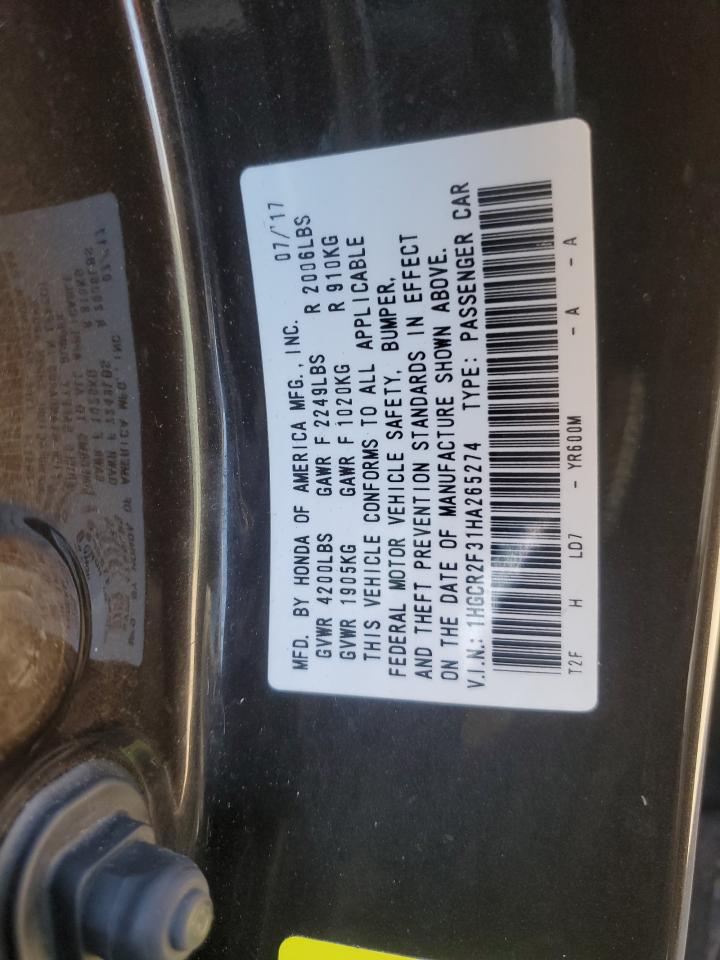 MFD. BY HONDA OF AMERICA MFG., INC. 07/'17
GVWR 4200LBS GAWR F 2249LBS R 2006LBS
GVWR 1905KG GAWR F 1020KG R 910KG
THIS VEHICLE CONFORMS TO ALL APPLICABLE
FEDERAL MOTOR VEHICLE SAFETY, BUMPER,
AND THEFT PREVENTION STANDARDS IN EFFECT
ON THE DATE OF MANUFACTURE SHOWN ABOVE.
V.I.N.: 1HGCR2F31HA265274 TYPE: PASSENGER CAR
T2F H LD7 - YR600M - A - A